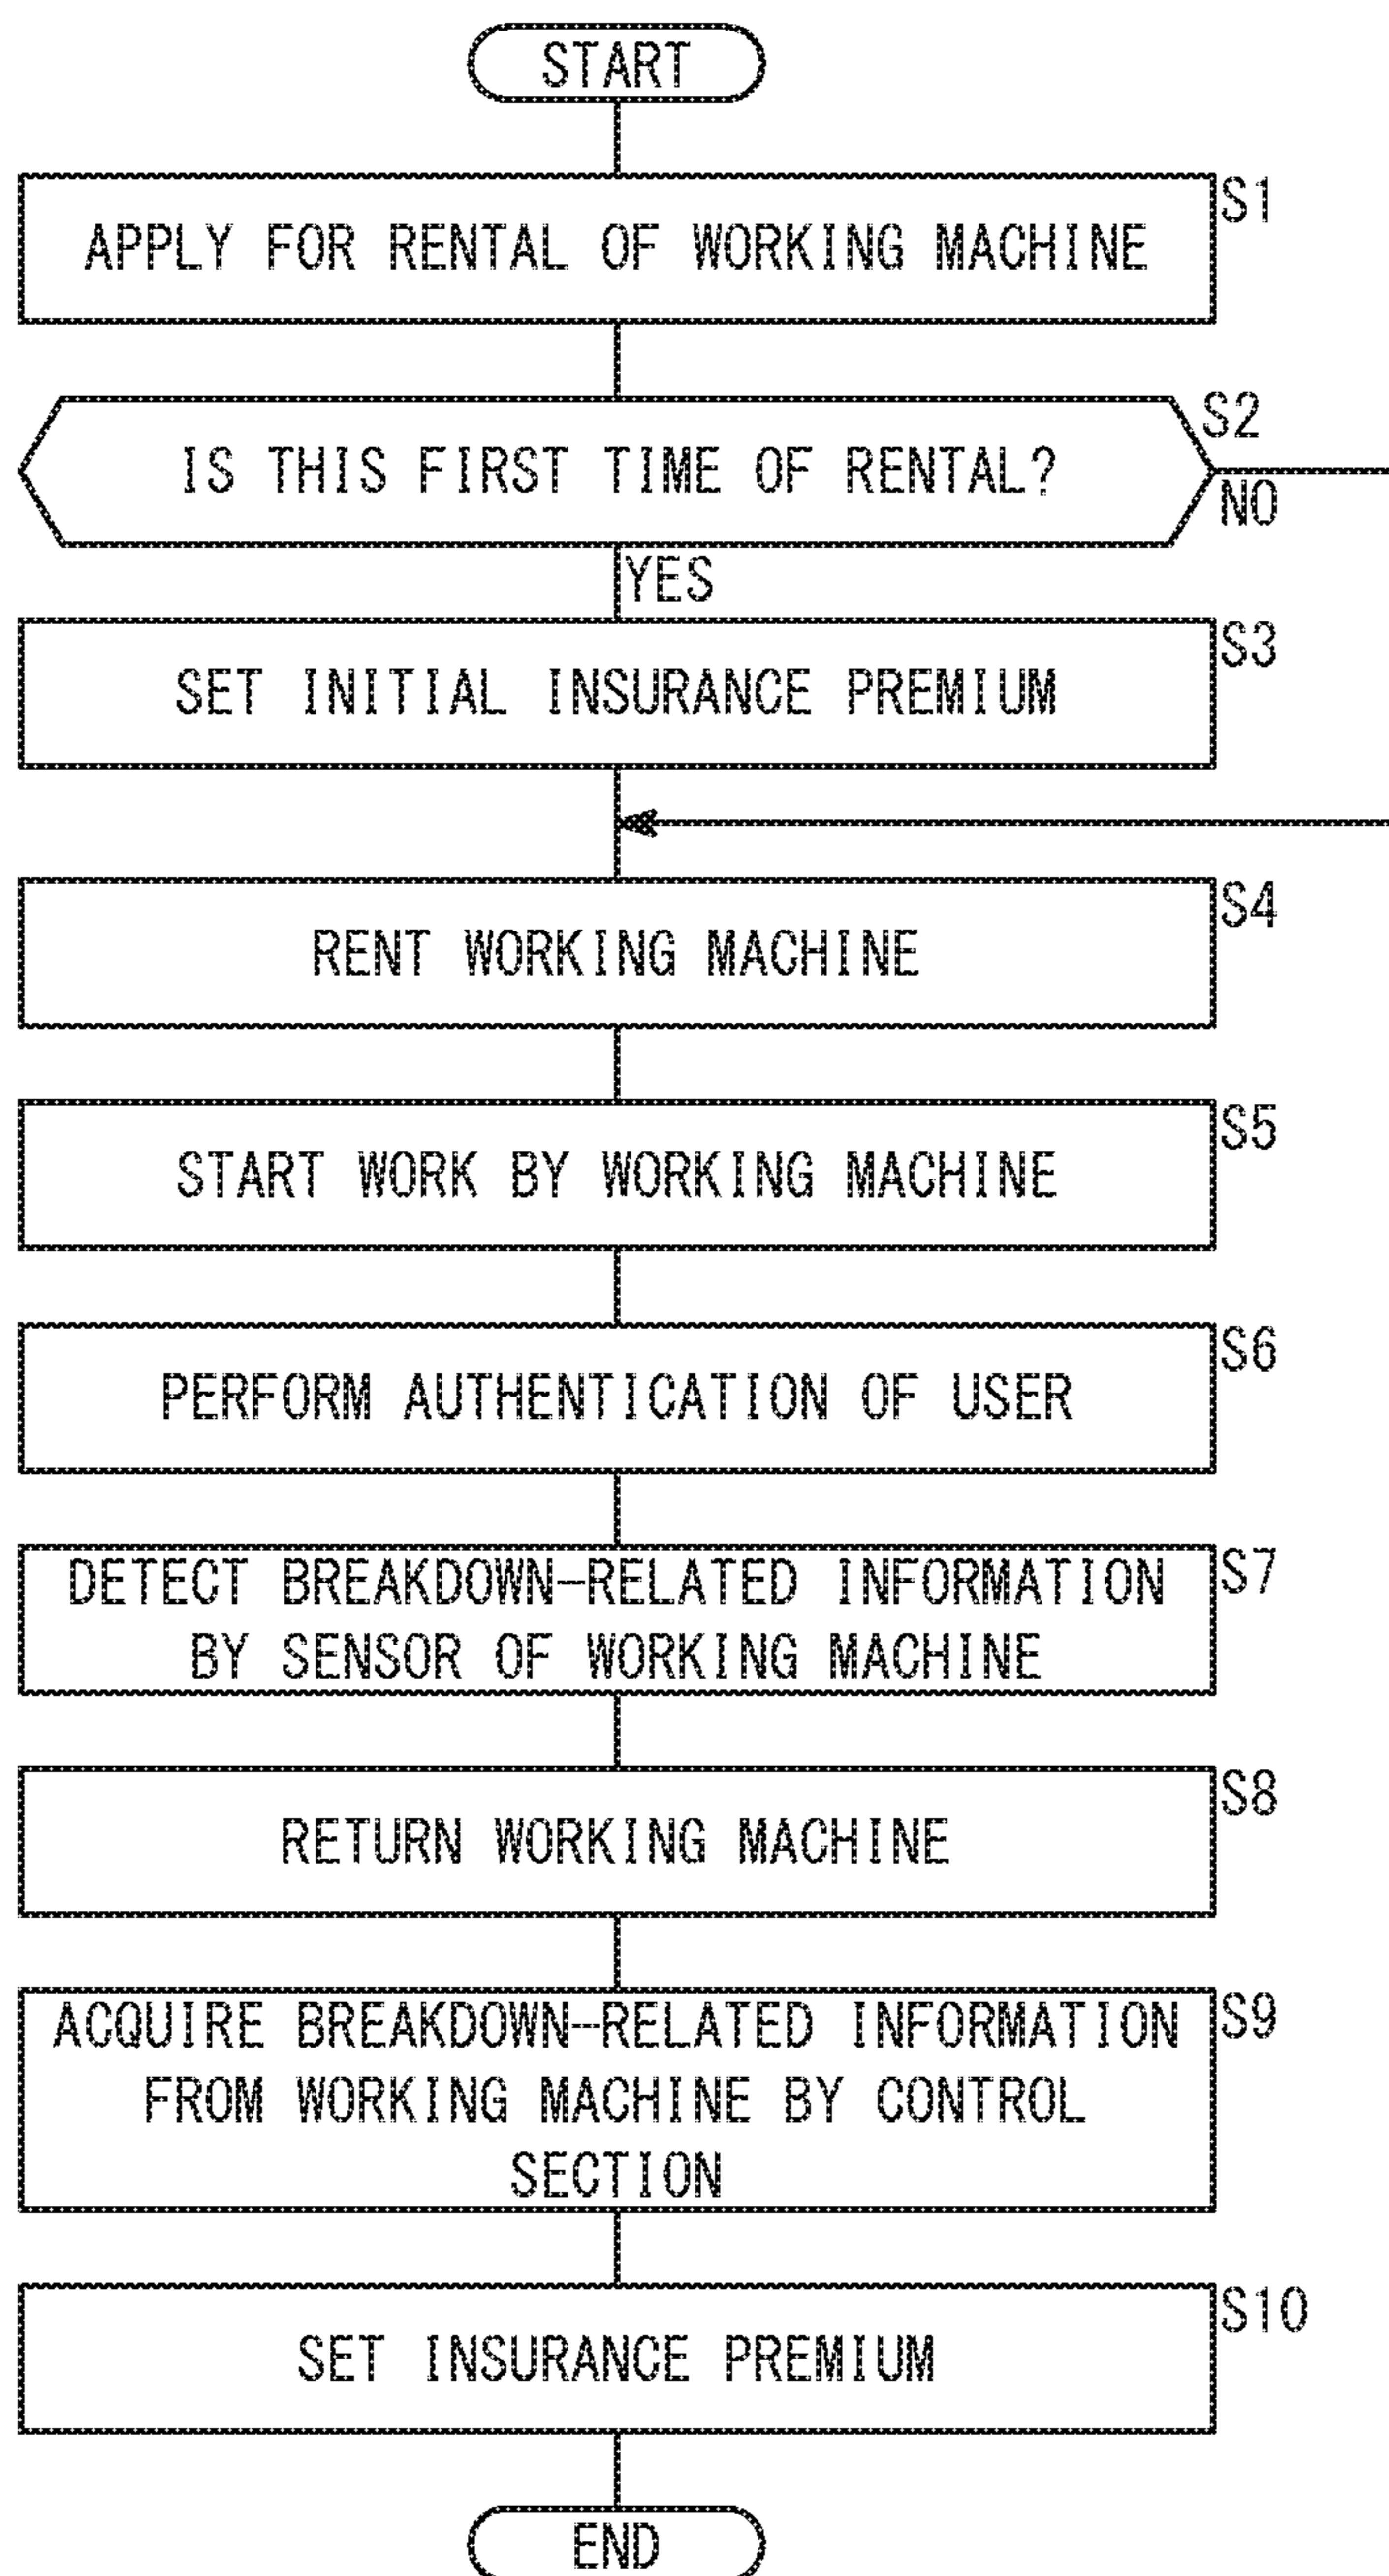 START
S1
APPLY FOR RENTAL OF WORKING MACHINE
S2
IS THIS FIRST TIME OF RENTAL?
NO
YES
S3
SET INITIAL INSURANCE PREMIUM
S4
RENT WORKING MACHINE
S5
START WORK BY WORKING MACHINE
S6
PERFORM AUTHENTICATION OF USER
S7
DETECT BREAKDOWN-RELATED INFORMATION
BY SENSOR OF WORKING MACHINE
S8
RETURN WORKING MACHINE
S9
ACQUIRE BREAKDOWN-RELATED INFORMATION
FROM WORKING MACHINE BY CONTROL
SECTION
S10
SET INSURANCE PREMIUM
END